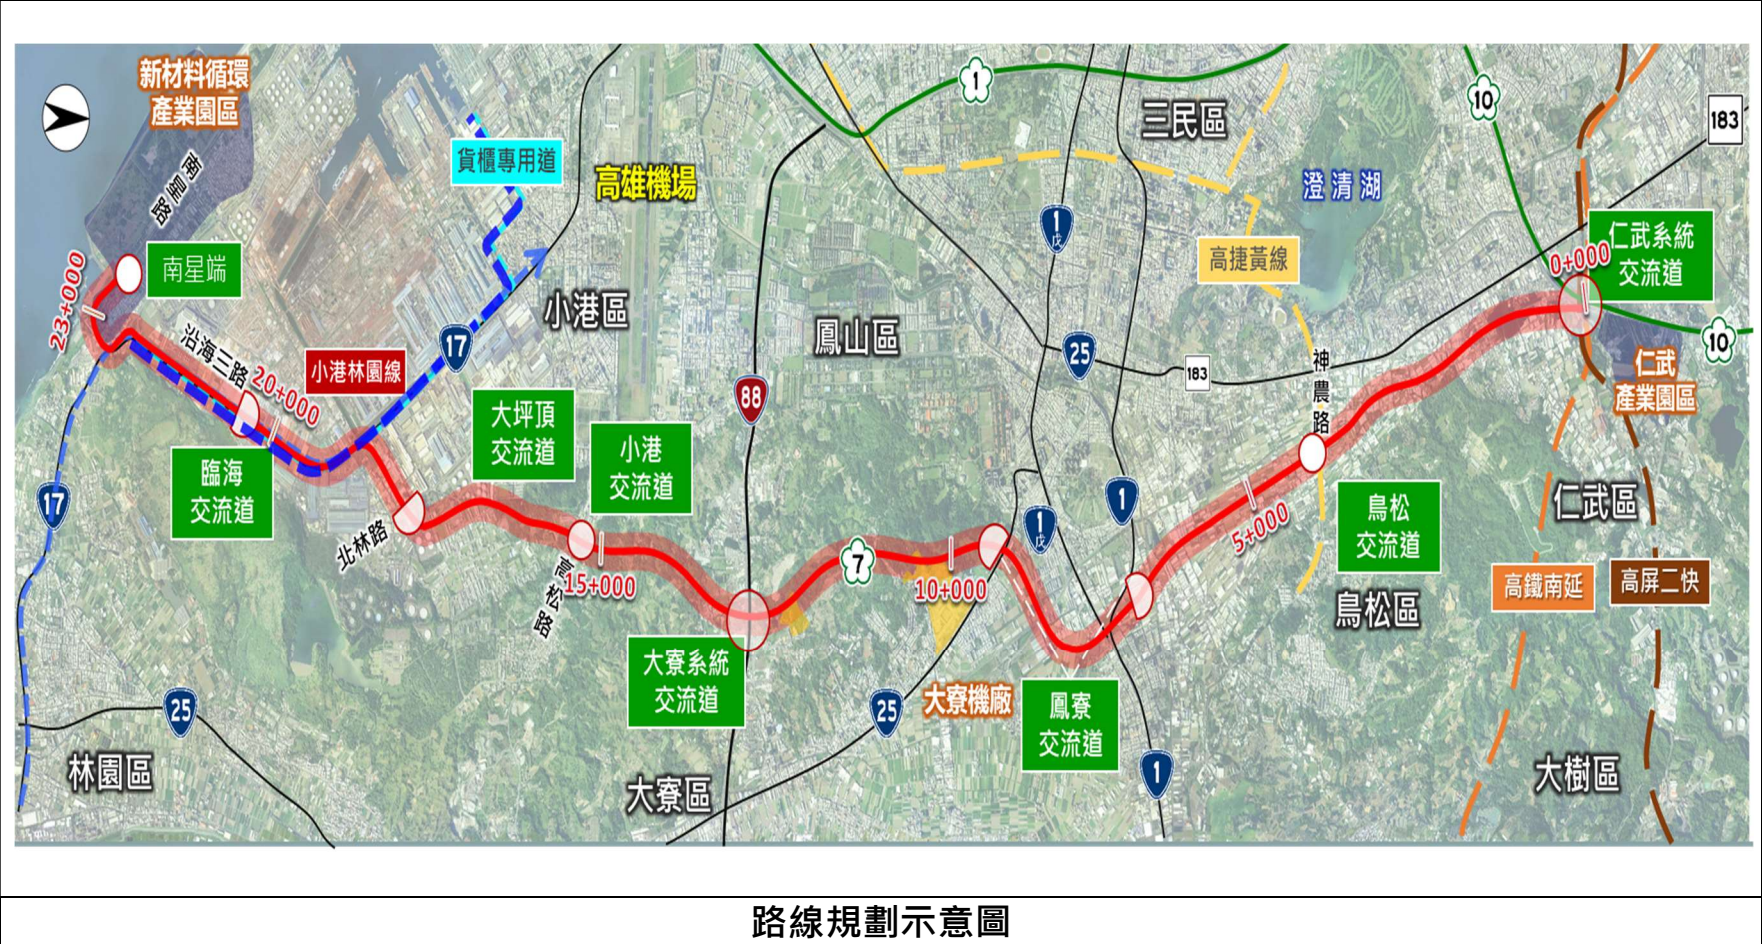 新材料循環
產業園區
南星路
貨櫃專用道
高雄機場
1
三民區
10
183
澄清湖
1
戊
高捷黃線
仁武系統
交流道
0+000
南星端
23+000
小港區
鳳山區
沿海三路
20+000
小港林園線
17
25
183
神農路
10
仁武
產業園區
88
大坪頂
交流道
小港
交流道
臨海
交流道
17
北林路
高松路
15+000
7
10+000
1
戊
1
5+000
鳥松
交流道
仁武區
鳥松區
高鐵南延
高屏二快
大寮系統
交流道
25
25
大寮機廠
鳳寮
交流道
1
林園區
大寮區
大樹區
路線規劃示意圖